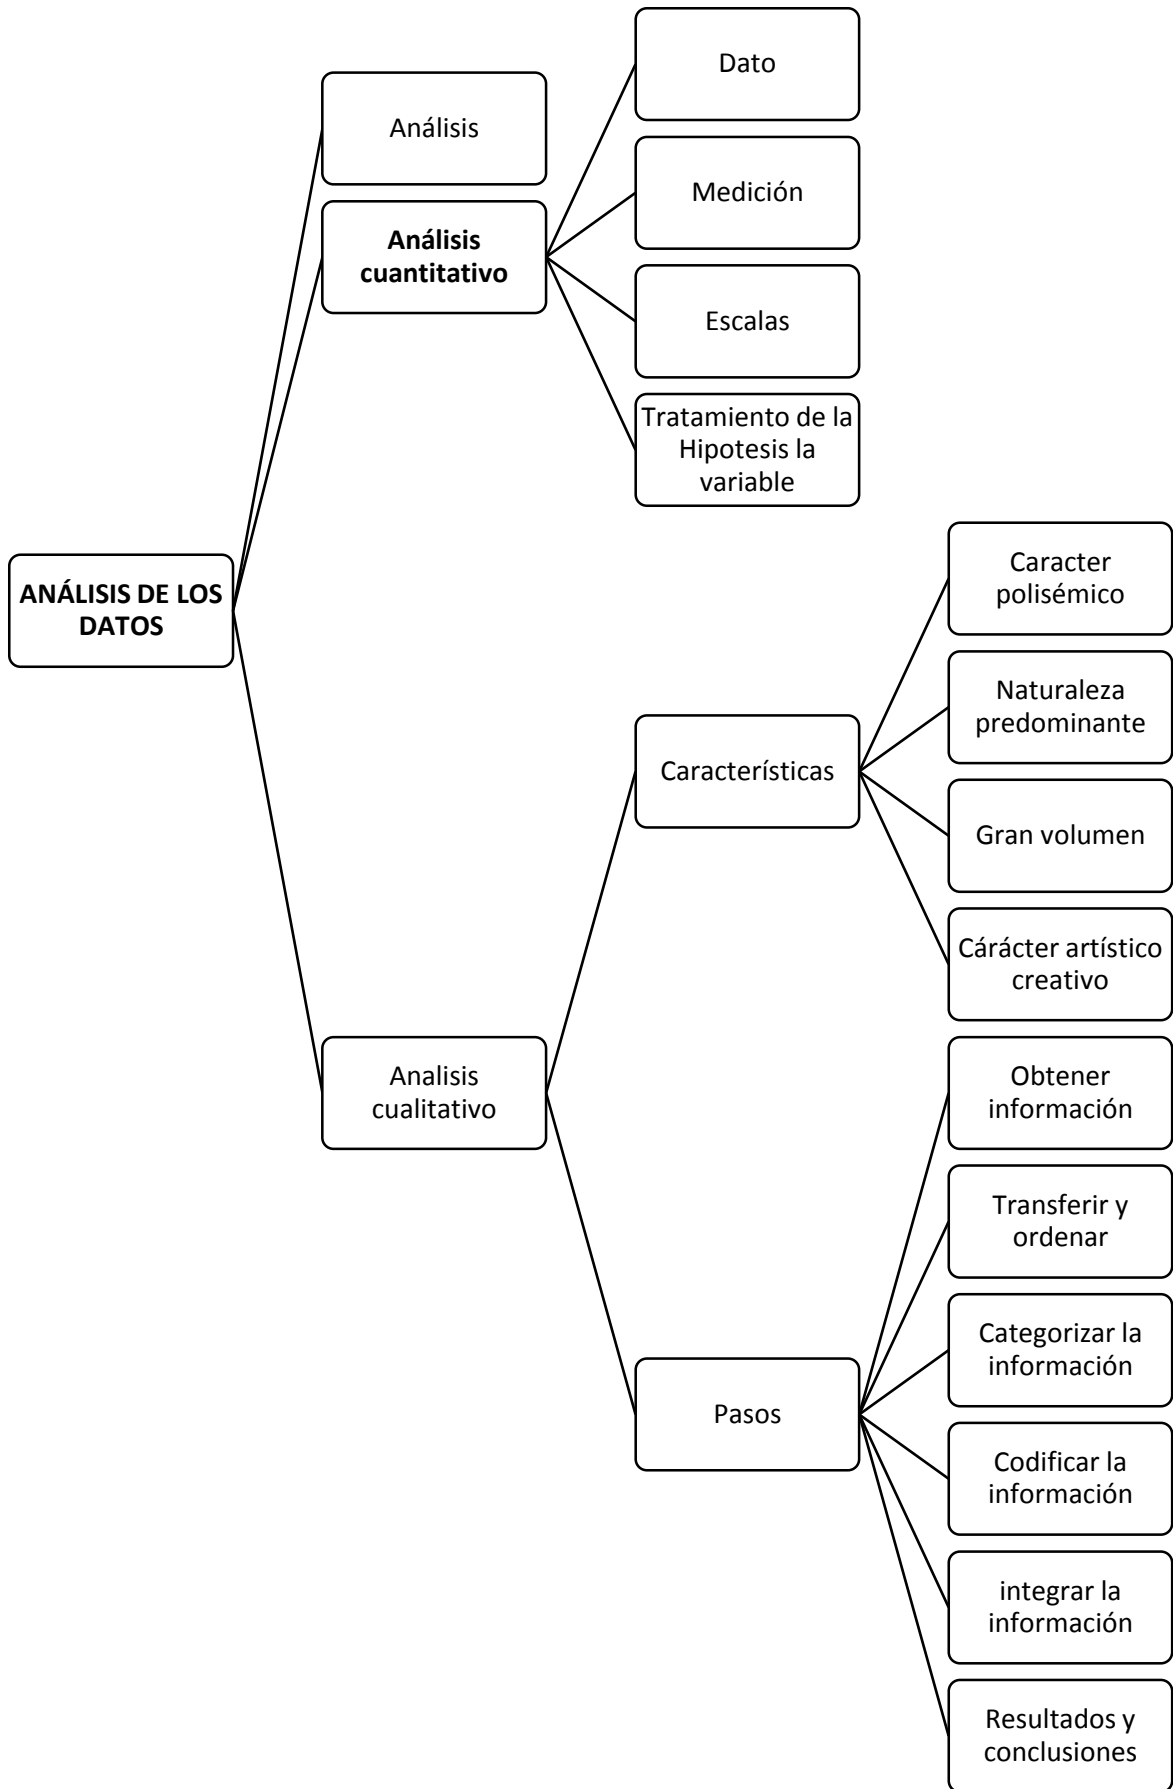 ANÁLISIS DE LOS
DATOS
Análisis
Análisis
cuantitativo
Dato
Medición
Escalas
Tratamiento de la
Hipotesis la
variable
Analisis
cualitativo
Características
Caracter
polisémico
Naturaleza
predominante
Gran volumen
Cárácter artístico
creativo
Pasos
Obtener
información
Transferir y
ordenar
Categorizar la
información
Codificar la
información
integrar la
información
Resultados y
conclusiones